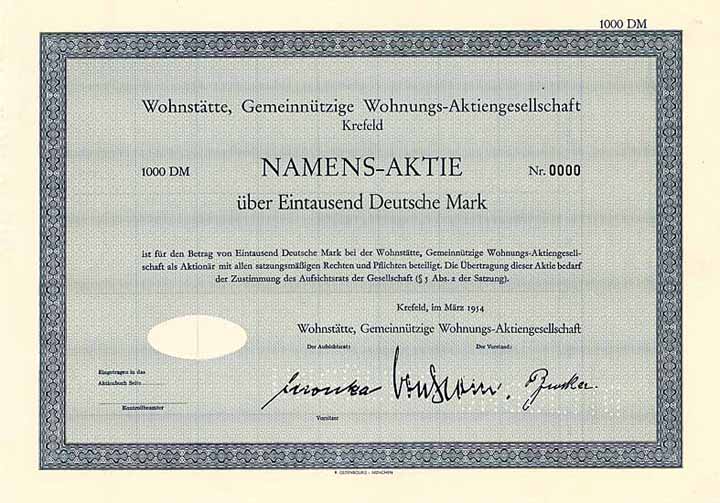 1000 DM
Wohnstätte, Gemeinnützige Wohnungs-Aktiengesellschaft
Krefeld
1000 DM NAMENS-AKTIE Nr. 0000
über Eintausend Deutsche Mark
ist für den Betrag von Eintausend Deutsche Mark bei der Wohnstätte, Gemeinnützige Wohnungs-Aktiengesell-
schaft als Aktionär mit allen satzungsmäßigen Rechten und Pflichten beteiligt. Die Übertragung dieser Aktie bedarf
der Zustimmung des Aufsichtsrats der Gesellschaft (§ 5 Abs. 2 der Satzung).
Krefeld, im März 1954
Wohnstätte, Gemeinnützige Wohnungs-Aktiengesellschaft
Der Aufsichtsrat: Der Vorstand:
Eingetragen in das
Aktienbuch Seite
Kontrollbeamter
Vorsitzer
MÜNCHEN